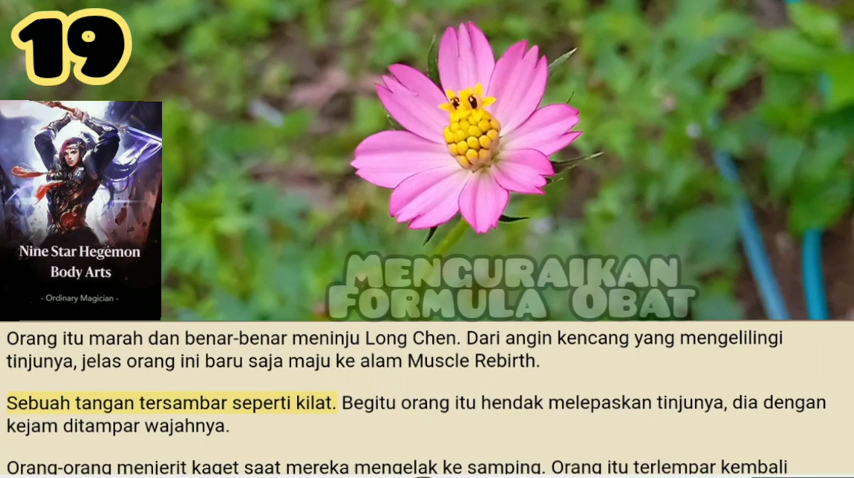 19
Nine Star Hegemon
Body Arts
- Ordinary Magician -
MENGURAIKAN
FORMULA OBAT
Orang itu marah dan benar-benar meninju Long Chen. Dari angin kencang yang mengelilingi
tinjunya, jelas orang ini baru saja maju ke alam Muscle Rebirth.
Sebuah tangan tersambar seperti kilat. Begitu orang itu hendak melepaskan tinjunya, dia dengan
kejam ditampar wajahnya.
Orang-orang menjerit kaget saat mereka mengelak ke samping. Orang itu terlempar kembali